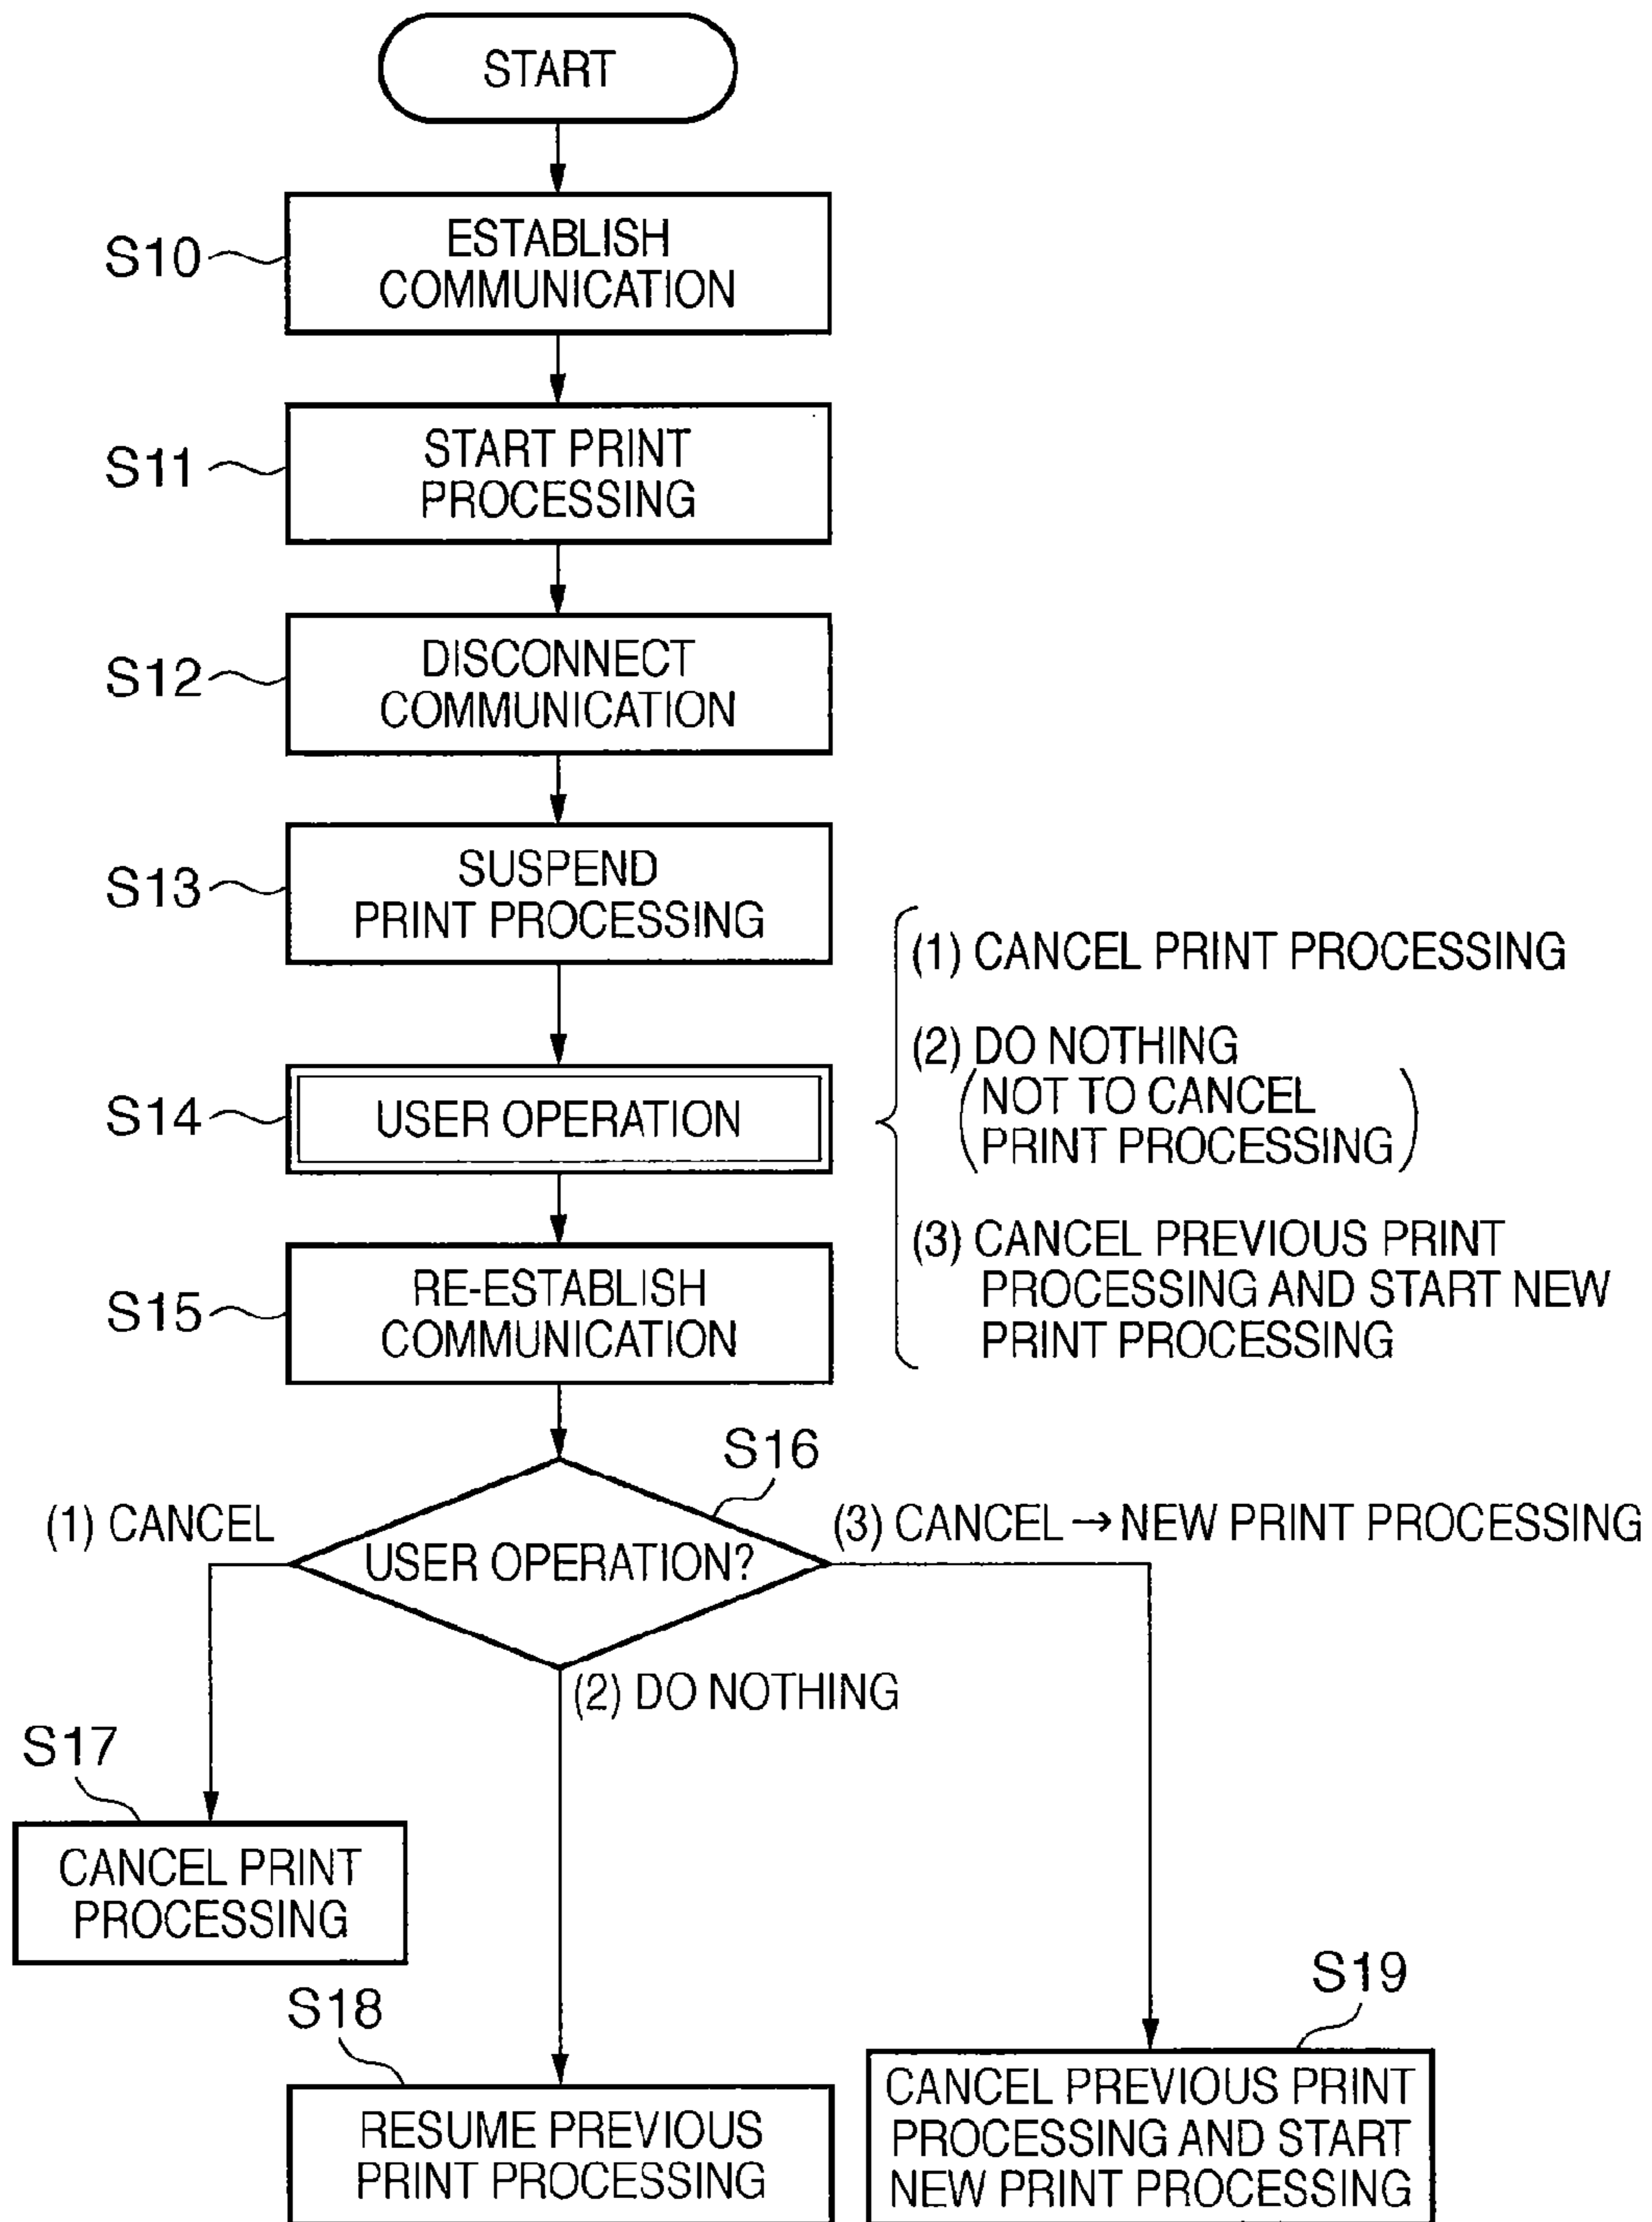 START
S10
ESTABLISH
COMMUNICATION
S11
START PRINT
PROCESSING
S12
DISCONNECT
COMMUNICATION
S13
SUSPEND
PRINT PROCESSING
S14
USER OPERATION
(1) CANCEL PRINT PROCESSING
(2) DO NOTHING
(NOT TO CANCEL
PRINT PROCESSING)
(3) CANCEL PREVIOUS PRINT
PROCESSING AND START NEW
PRINT PROCESSING
S15
RE-ESTABLISH
COMMUNICATION
S16
(1) CANCEL
USER OPERATION?
(3) CANCEL → NEW PRINT PROCESSING
(2) DO NOTHING
S17
CANCEL PRINT
PROCESSING
S18
RESUME PREVIOUS
PRINT PROCESSING
S19
CANCEL PREVIOUS PRINT
PROCESSING AND START
NEW PRINT PROCESSING